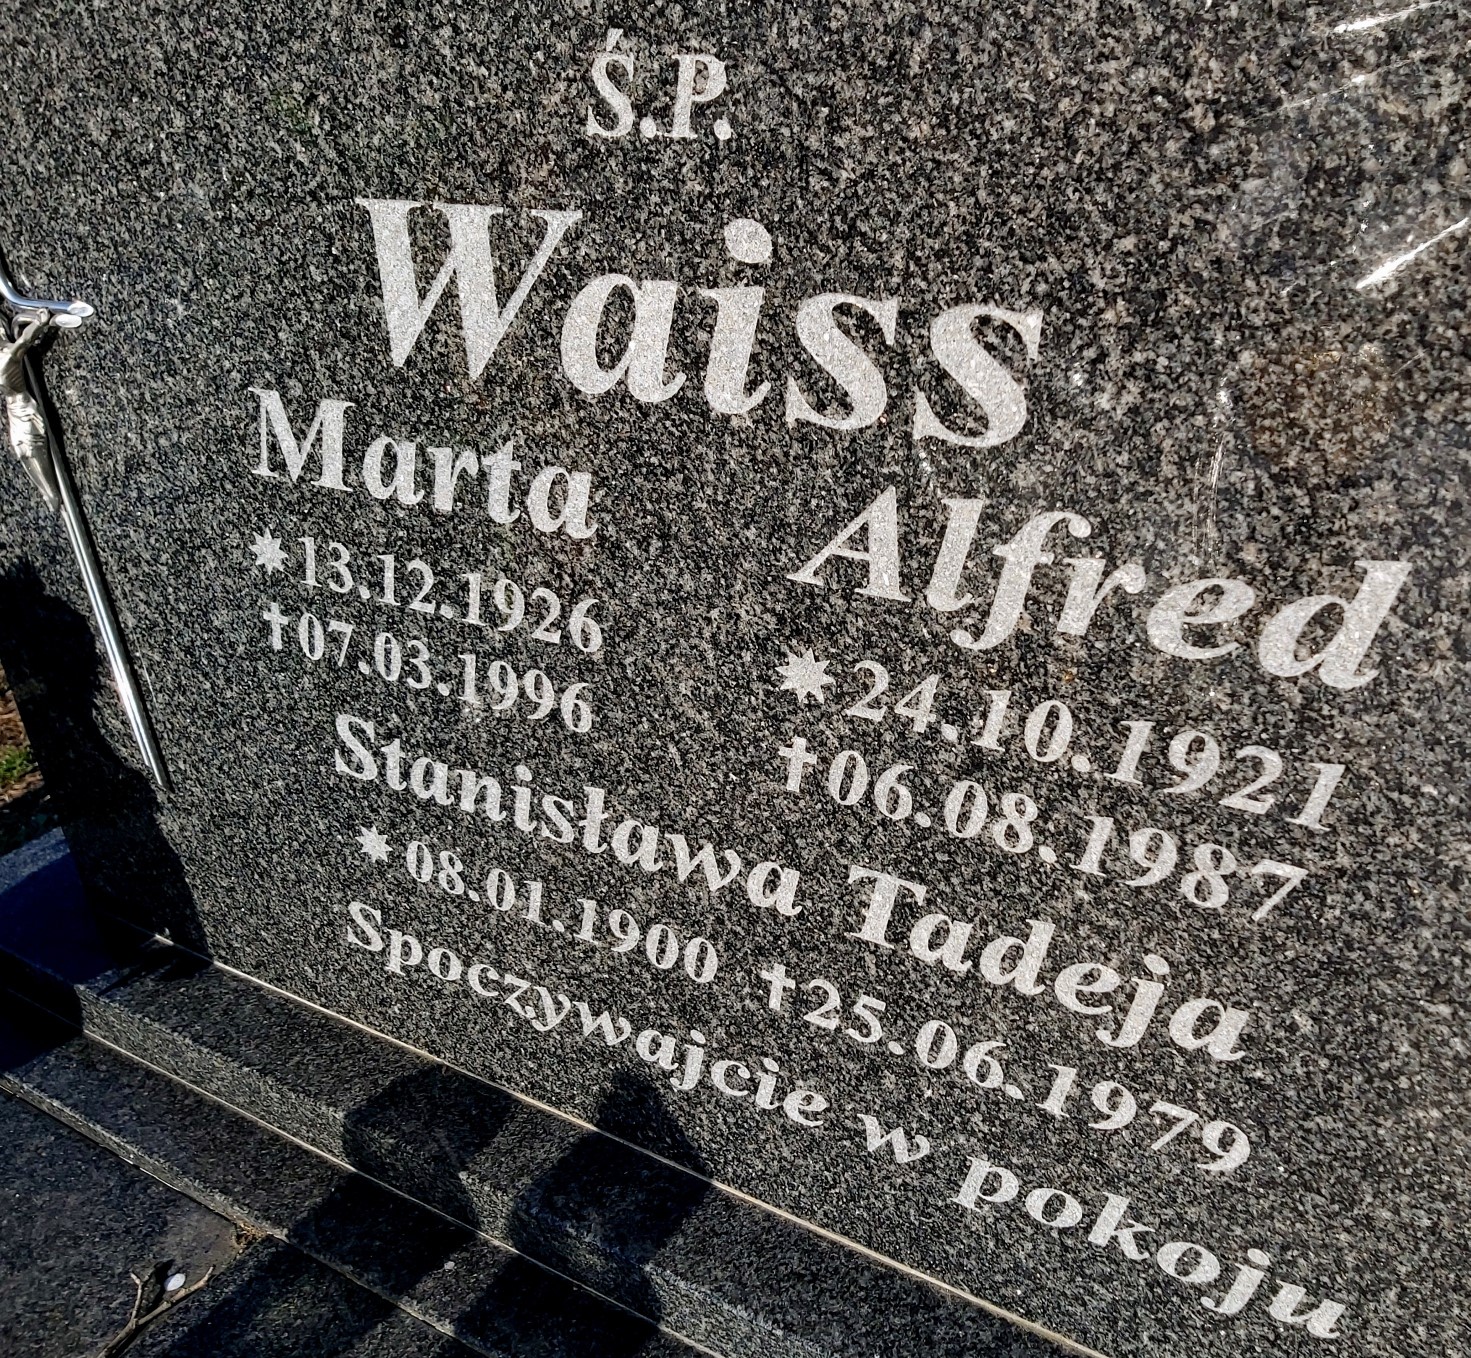 Ś.P.
Waiss
Marta
✶13.12.1926
✝07.03.1996
Alfred
✶24.10.1921
✝06.08.1987
Stanisława Tadeja
✶08.01.1900 ✝25.06.1979
Spoczywajcie w pokoju